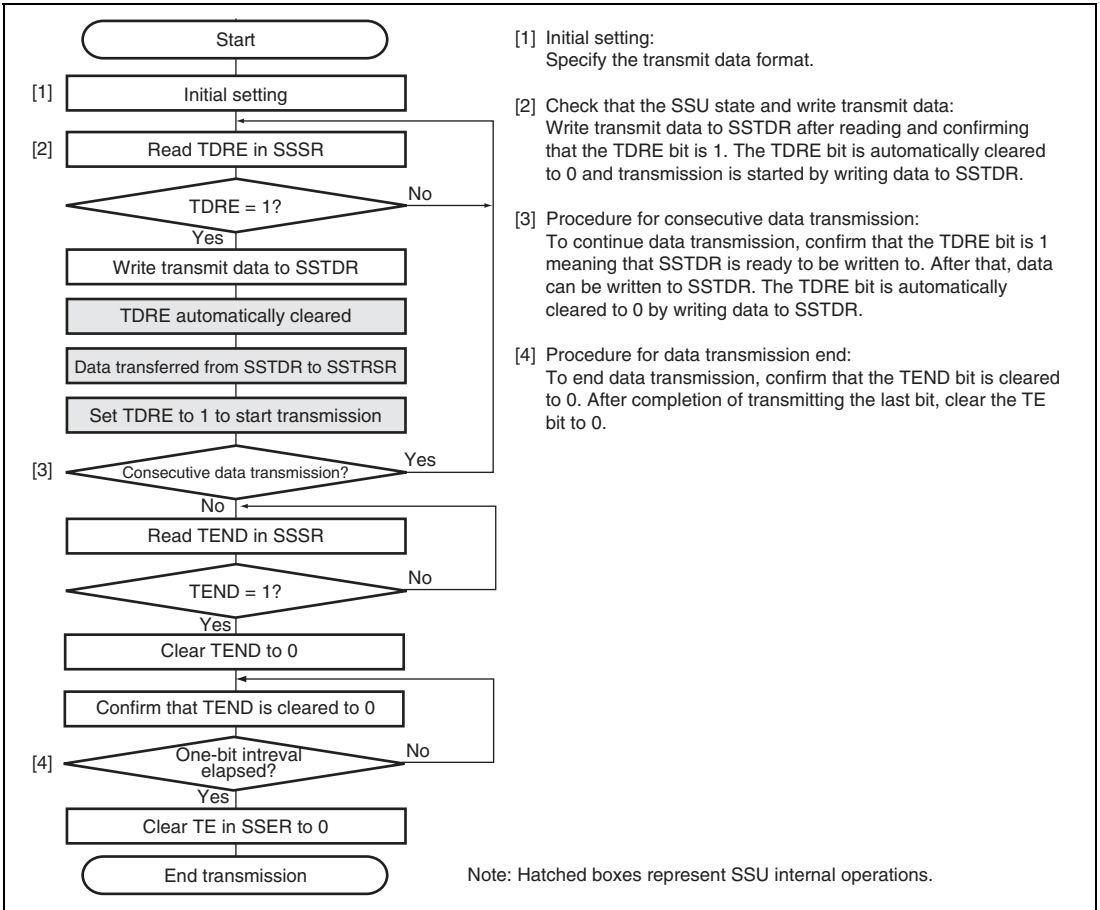 Start
[1] Initial setting
[2] Read TDRE in SSSR
TDRE = 1?
No
Yes
Write transmit data to SSTDR
TDRE automatically cleared
Data transferred from SSTDR to SSTRSR
Set TDRE to 1 to start transmission
[3] Consecutive data transmission?
Yes
No
Read TEND in SSSR
TEND = 1?
No
Yes
Clear TEND to 0
Confirm that TEND is cleared to 0
[4] One-bit intreval
elapsed?
No
Yes
Clear TE in SSER to 0
End transmission
[1] Initial setting:
Specify the transmit data format.
[2] Check that the SSU state and write transmit data:
Write transmit data to SSTDR after reading and confirming
that the TDRE bit is 1. The TDRE bit is automatically cleared
to 0 and transmission is started by writing data to SSTDR.
[3] Procedure for consecutive data transmission:
To continue data transmission, confirm that the TDRE bit is 1
meaning that SSTDR is ready to be written to. After that, data
can be written to SSTDR. The TDRE bit is automatically
cleared to 0 by writing data to SSTDR.
[4] Procedure for data transmission end:
To end data transmission, confirm that the TEND bit is cleared
to 0. After completion of transmitting the last bit, clear the TE
bit to 0.
Note: Hatched boxes represent SSU internal operations.